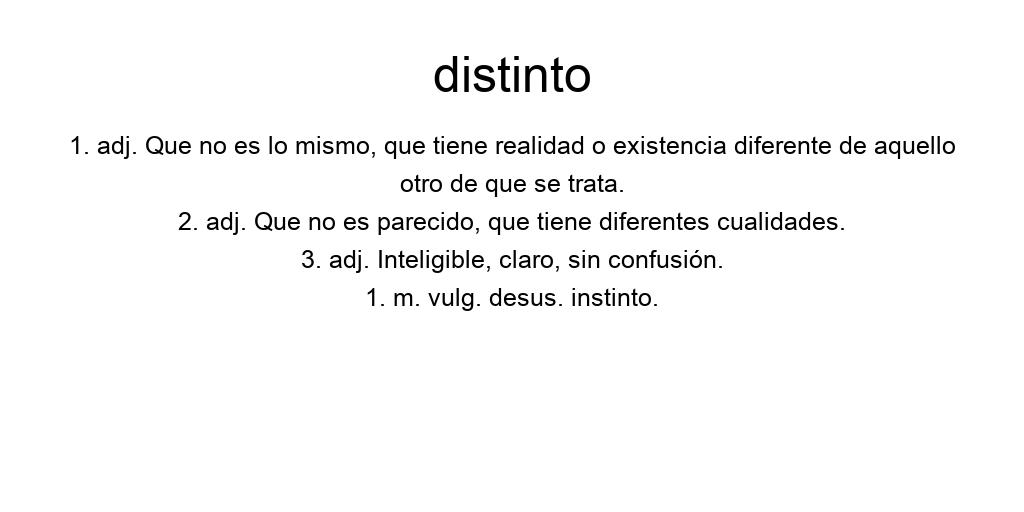 distinto
1. adj. Que no es lo mismo, que tiene realidad o existencia diferente de aquello
otro de que se trata.
2. adj. Que no es parecido, que tiene diferentes cualidades.
3. adj. Inteligible, claro, sin confusión.
1. m. vulg. desus. instinto.